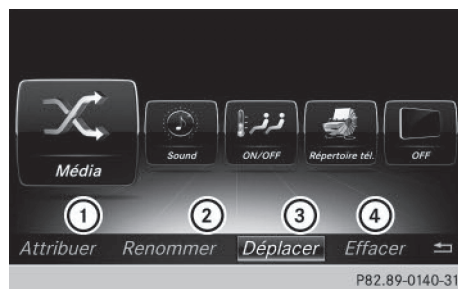 Média Sound ON/OFF Répertoire tél. OFF
1 2 3 4
Attribuer Renommer Déplacer Effacer
P82.89-0140-31